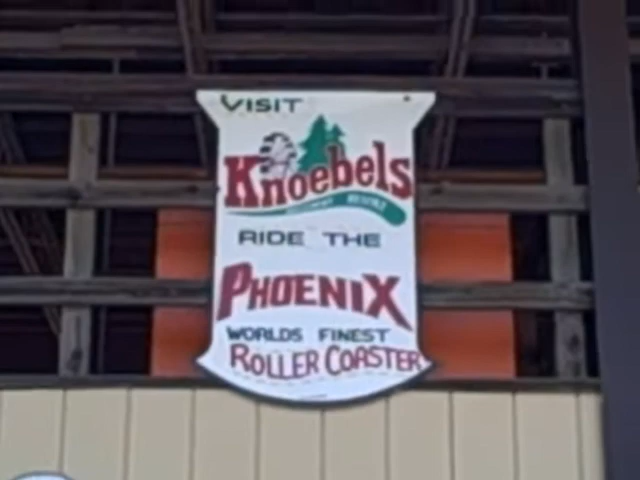 VISIT
Knoebels
RIDE THE
PHOENIX
WORLDS FINEST
ROLLER COASTER